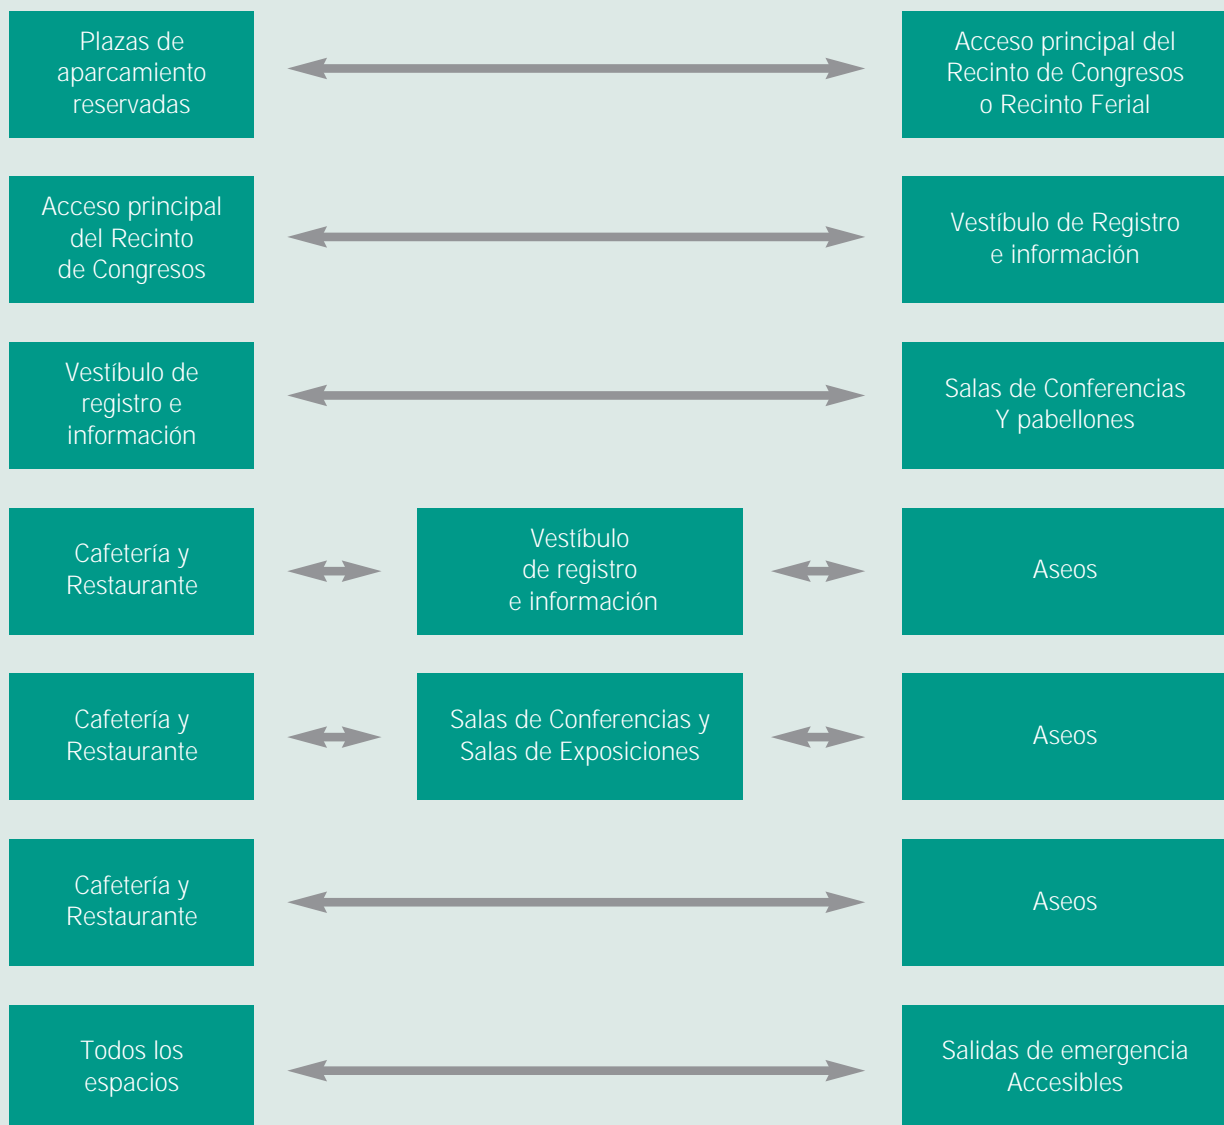 Plazas de
aparcamiento
reservadas
Acceso principal del
Recinto de Congresos
o Recinto Ferial
Acceso principal
del Recinto
de Congresos
Vestíbulo de Registro
e información
Vestíbulo de
registro e
información
Salas de Conferencias
Y pabellones
Cafetería y
Restaurante
Vestíbulo
de registro
e información
Aseos
Cafetería y
Restaurante
Salas de Conferencias y
Salas de Exposiciones
Aseos
Cafetería y
Restaurante
Aseos
Todos los
espacios
Salidas de emergencia
Accesibles